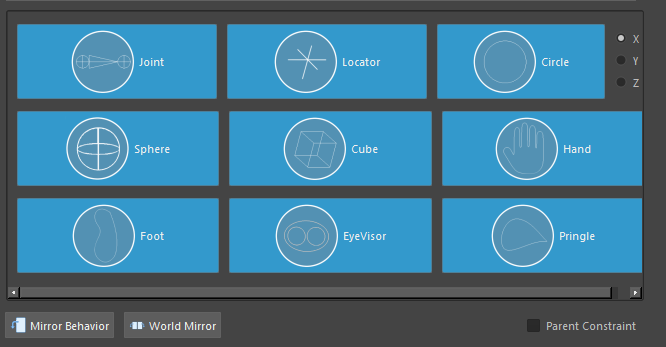 Joint
Locator
Circle
X
Y
Z
Sphere
Cube
Hand
Foot
EyeVisor
Pringle
Mirror Behavior
World Mirror
Parent Constraint